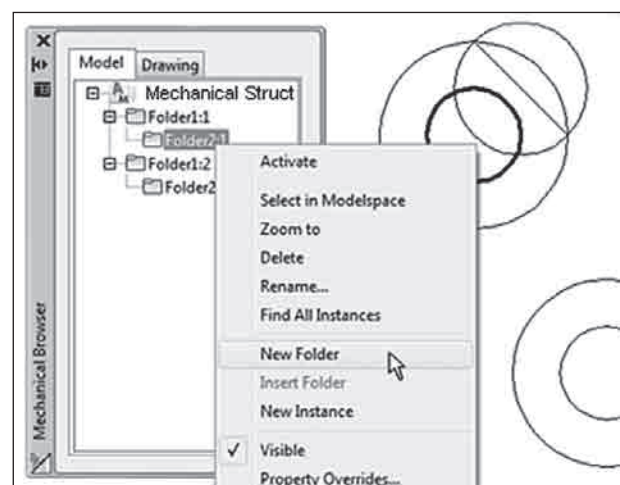 Model Drawing
Mechanical Struct
Folder1:1
Folder2:1
Folder1:2
Folder2
Activate
Select in Modelspace
Zoom to
Delete
Rename...
Find All Instances
New Folder
Insert Folder
New Instance
Visible
Property Overrides...
Mechanical Browser